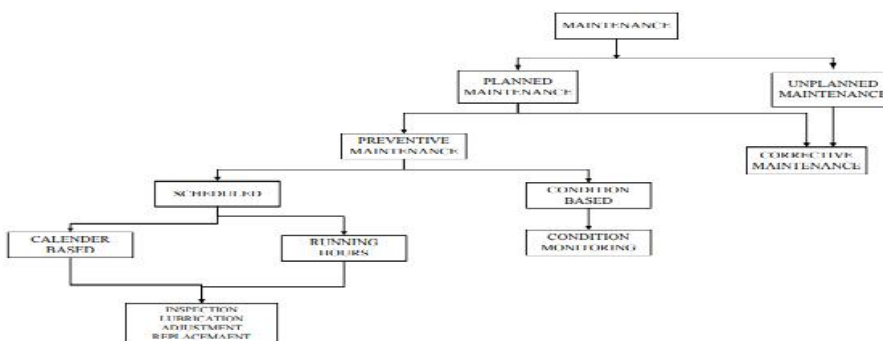 MAINTENANCE
PLANNED
MAINTENANCE
UNPLANNED
MAINTENANCE
PREVENTIVE
MAINTENANCE
CORRECTIVE
MAINTENANCE
SCHEDULED
CONDITION
BASED
CALENDER
BASED
RUNNING
HOURS
CONDITION
MONITORING
INSPECTION
LUBRICATION
ADJUSTMENT
REPLACEMAENT